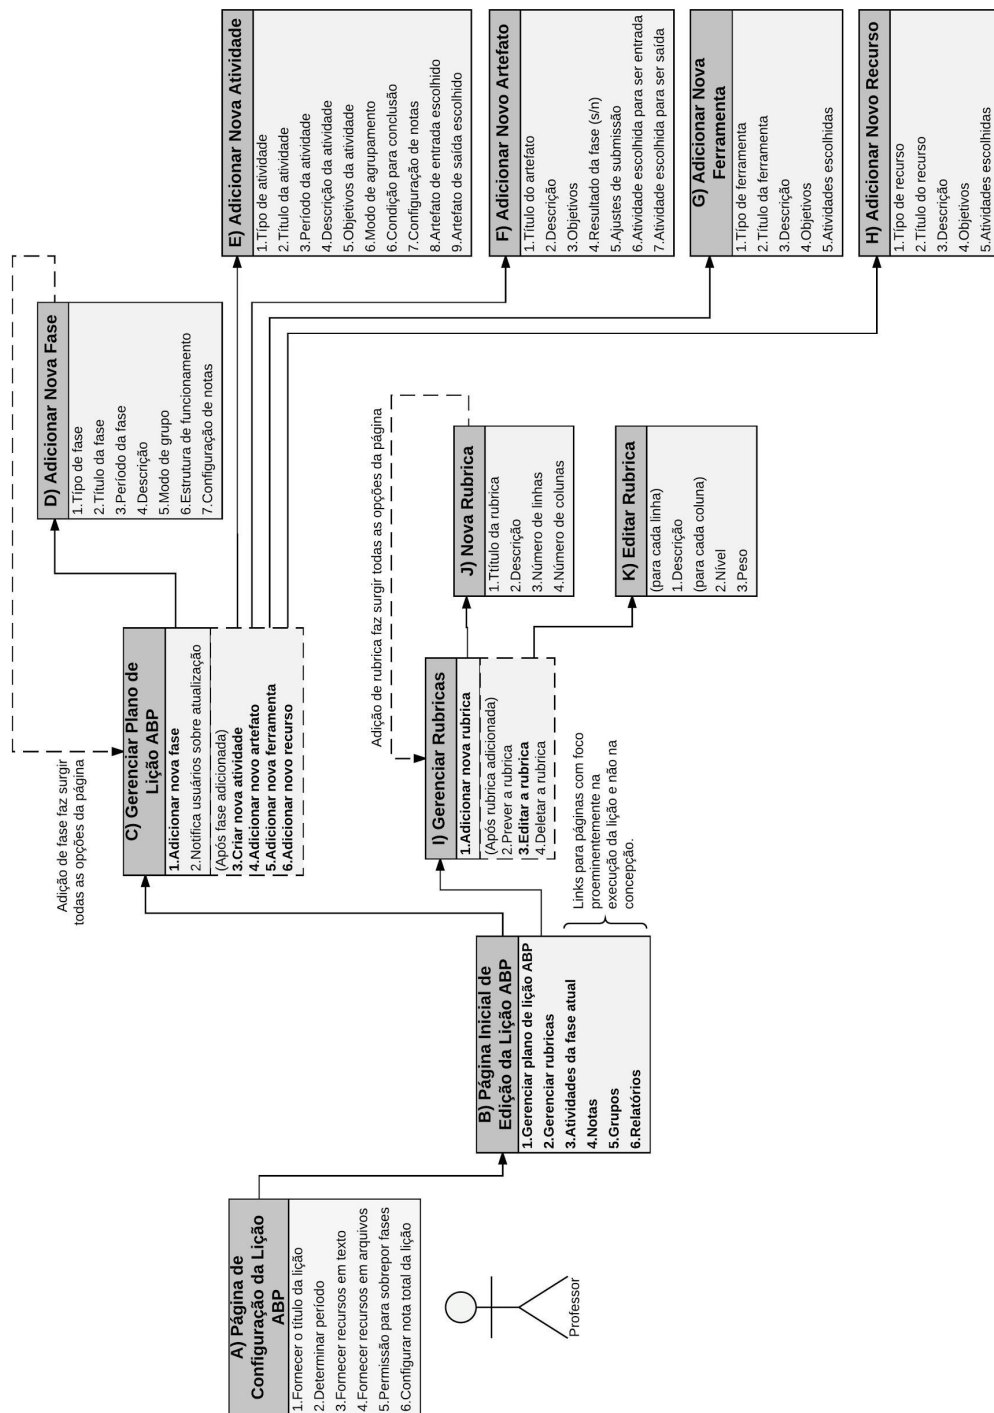 A) Página de
Configuração da Lição
ABP
1.Fornecer o título da lição
2.Determinar período
3.Fornecer recursos em texto
4.Fornecer recursos em arquivos
5.Permissão para sobrepor fases
6.Configurar nota total da lição
Professor
B) Página Inicial de
Edição da Lição ABP
1.Gerenciar plano de lição ABP
2.Gerenciar rubricas
3.Atividades da fase atual
4.Notas
5.Grupos
6.Relatórios
Links para páginas com foco
proeminentemente na
execução da lição e não na
concepção.
Adição de fase faz surgir
todas as opções da página
C) Gerenciar Plano de
Lição ABP
1.Adicionar nova fase
2.Notifica usuários sobre atualização
(Após fase adicionada)
3.Criar nova atividade
4.Adicionar novo artefato
5.Adicionar nova ferramenta
6.Adicionar novo recurso
D) Adicionar Nova Fase
1.Tipo de fase
2.Título da fase
3.Período da fase
4.Descrição
5.Modo de grupo
6.Estrutura de funcionamento
7.Configuração de notas
E) Adicionar Nova Atividade
1.Tipo de atividade
2.Título da atividade
3.Período da atividade
4.Descrição da atividade
5.Objetivos da atividade
6.Modo de agrupamento
6.Condição para conclusão
7.Configuração de notas
8.Artefato de entrada escolhido
9.Artefato de saída escolhido
F) Adicionar Novo Artefato
1.Título do artefato
2.Descrição
3.Objetivos
4.Resultado da fase (s/n)
5.Ajustes de submissão
6.Atividade escolhida para ser entrada
7.Atividade escolhida para ser saída
G) Adicionar Nova
Ferramenta
1.Tipo de ferramenta
2.Título da ferramenta
3.Descrição
4.Objetivos
5.Atividades escolhidas
H) Adicionar Novo Recurso
1.Tipo de recurso
2.Título do recurso
3.Descrição
4.Objetivos
5.Atividades escolhidas
Adição de rubrica faz surgir todas as opções da página
I) Gerenciar Rubricas
1.Adicionar nova rubrica
(Após rubrica adicionada)
2.Prever a rubrica
3.Editar a rubrica
4.Deletar a rubrica
J) Nova Rubrica
1.Ttítulo da rubrica
2.Descrição
3.Número de linhas
4.Número de colunas
K) Editar Rubrica
(para cada linha)
1.Descrição
(para cada coluna)
2.Nível
3.Peso